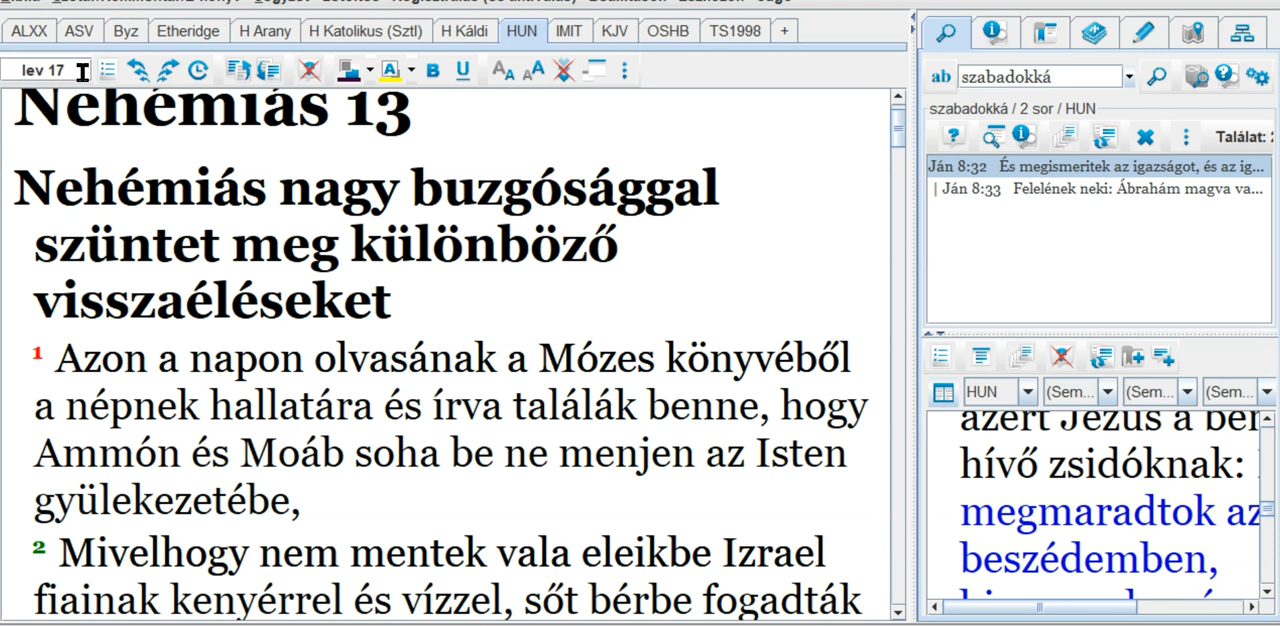 ALXX ASV Byz Etheridge H Arany H Katolikus (Sztl) H Káldi HUN IMIT KJV OSHB TS1998 +
lev 17
Nehémiás 13
Nehémiás nagy buzgósággal
szüntet meg különböző
visszaéléseket
1 Azon a napon olvasának a Mózes könyvéből
a népnek hallatára és írva találák benne, hogy
Ammón és Moáb soha be ne menjen az Isten
gyülekezetébe,
2 Mivelhogy nem mentek vala eleikbe Izrael
fiainak kenyérrel és vízzel, sőt bérbe fogadták
ab szabadokká
szabadokká / 2 sor / HUN
Találat:
Ján 8:32 És megismeritek az igazságot, és az ig...
| Ján 8:33 Felelének neki: Ábrahám magva va...
HUN (Sem... (Sem... (Sem...
azért Jézus a
hívő zsidóknak:
megmaradtok az
beszédemben,